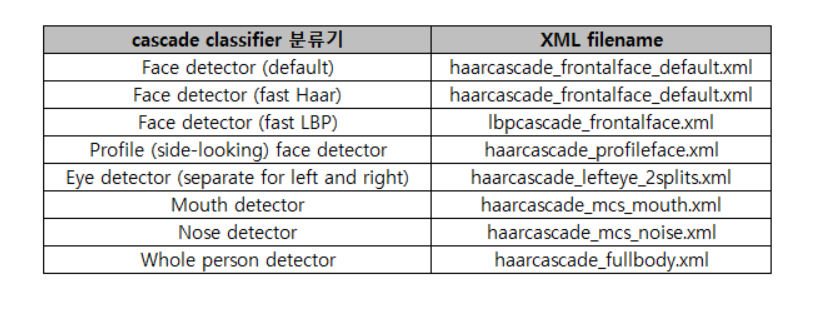 cascade classifier 분류기 XML filename
Face detector (default) haarcascade_frontalface_default.xml
Face detector (fast Haar) haarcascade_frontalface_default.xml
Face detector (fast LBP) lbpcascade_frontalface.xml
Profile (side-looking) face detector haarcascade_profileface.xml
Eye detector (separate for left and right) haarcascade_lefteye_2splits.xml
Mouth detector haarcascade_mcs_mouth.xml
Nose detector haarcascade_mcs_noise.xml
Whole person detector haarcascade_fullbody.xml